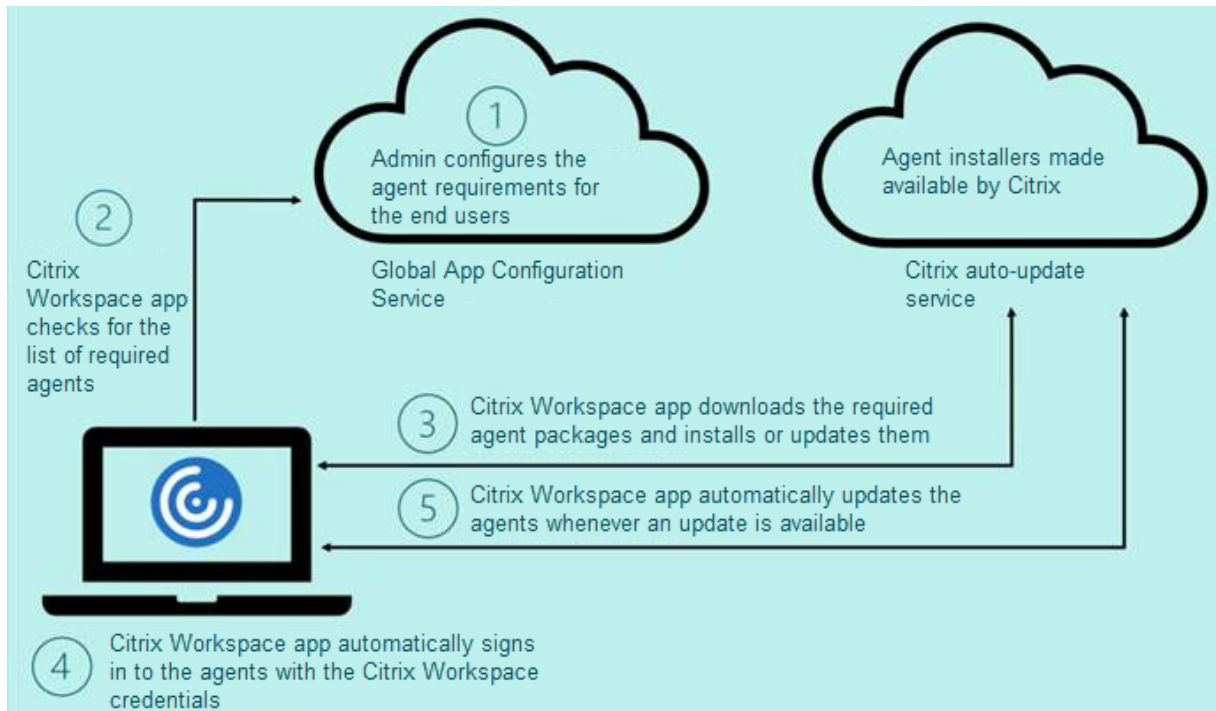 1
Admin configures the
agent requirements for
the end users
Global App Configuration
Service
Agent installers made
available by Citrix
Citrix auto-update
service
2
Citrix
Workspace app
checks for the
list of required
agents
3
Citrix Workspace app downloads the required
agent packages and installs or updates them
5
Citrix Workspace app automatically updates the
agents whenever an update is available
4
Citrix Workspace app automatically signs
in to the agents with the Citrix Workspace
credentials